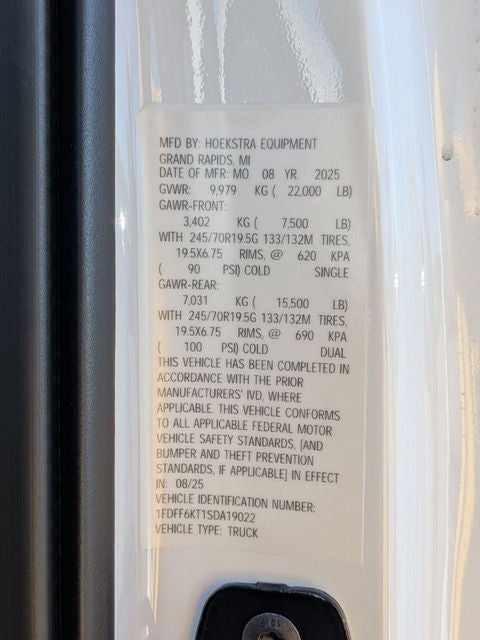 MFD BY: HOEKSTRA EQUIPMENT
GRAND RAPIDS, MI
DATE OF MFR: MO. 08 YR. 2025
GVWR: 9,979 KG ( 22,000 LB)
GAWR-FRONT:
3,402 KG ( 7,500 LB)
WITH 245/70R19.5G 133/132M TIRES,
19.5X6.75 RIMS, @ 620 KPA
( 90 PSI) COLD SINGLE
GAWR-REAR:
7,031 KG ( 15,500 LB)
WITH 245/70R19.5G 133/132M TIRES,
19.5X6.75 RIMS, @ 690 KPA
( 100 PSI) COLD DUAL
THIS VEHICLE HAS BEEN COMPLETED IN
ACCORDANCE WITH THE PRIOR
MANUFACTURERS' IVD, WHERE
APPLICABLE. THIS VEHICLE CONFORMS
TO ALL APPLICABLE FEDERAL MOTOR
VEHICLE SAFETY STANDARDS, [AND
BUMPER AND THEFT PREVENTION
STANDARDS, IF APPLICABLE] IN EFFECT
IN: 08/25
VEHICLE IDENTIFICATION NUMBER:
1FDFF6KT1SDA19022
VEHICLE TYPE: TRUCK